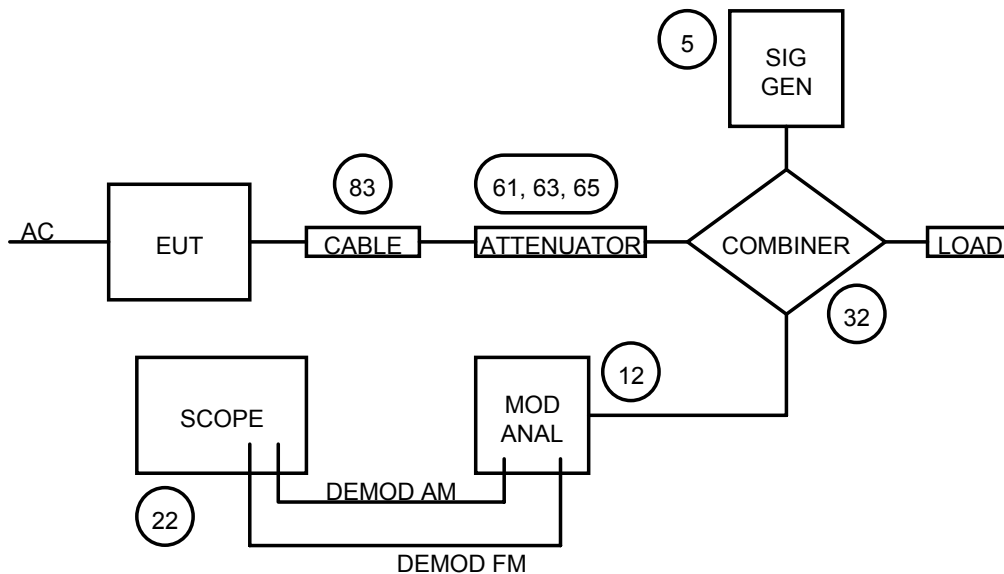 5
SIG
GEN
83
61, 63, 65
AC
EUT
CABLE
ATTENUATOR
COMBINER
LOAD
32
12
SCOPE
MOD
ANAL
DEMOD AM
22
DEMOD FM